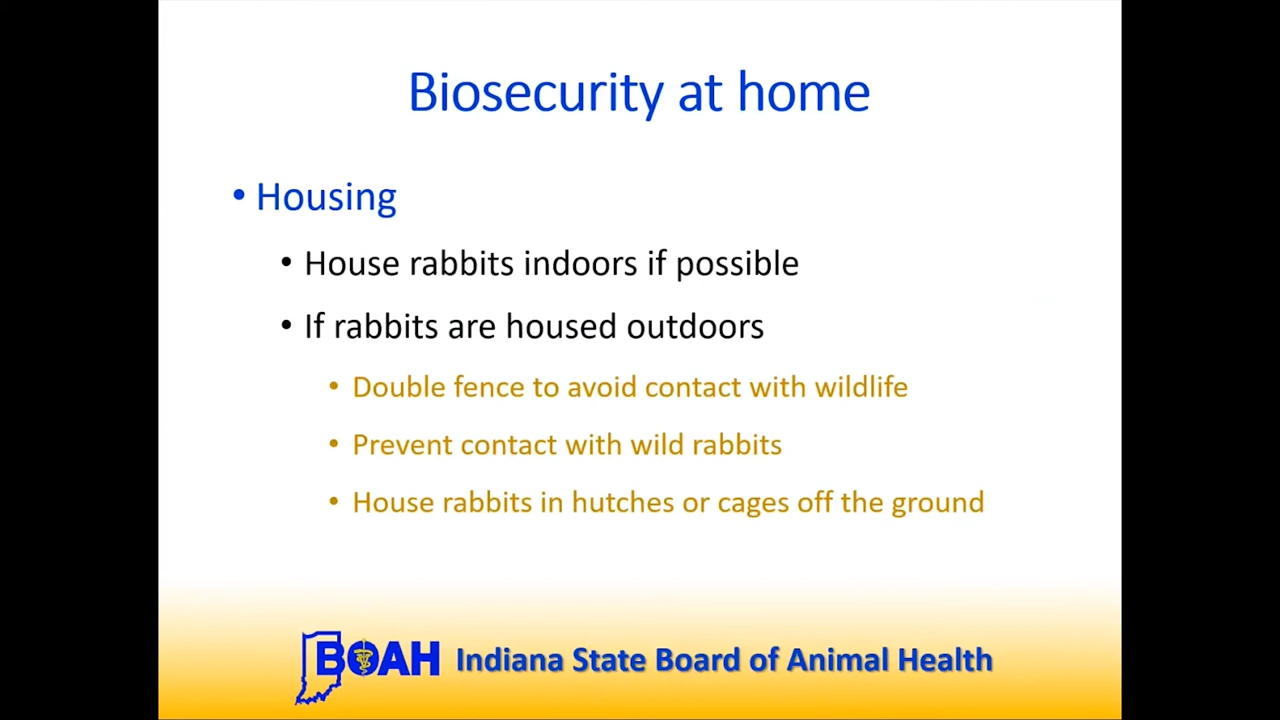 Biosecurity at home
• Housing
• House rabbits indoors if possible
• If rabbits are housed outdoors
• Double fence to avoid contact with wildlife
• Prevent contact with wild rabbits
• House rabbits in hutches or cages off the ground
BOAH Indiana State Board of Animal Health